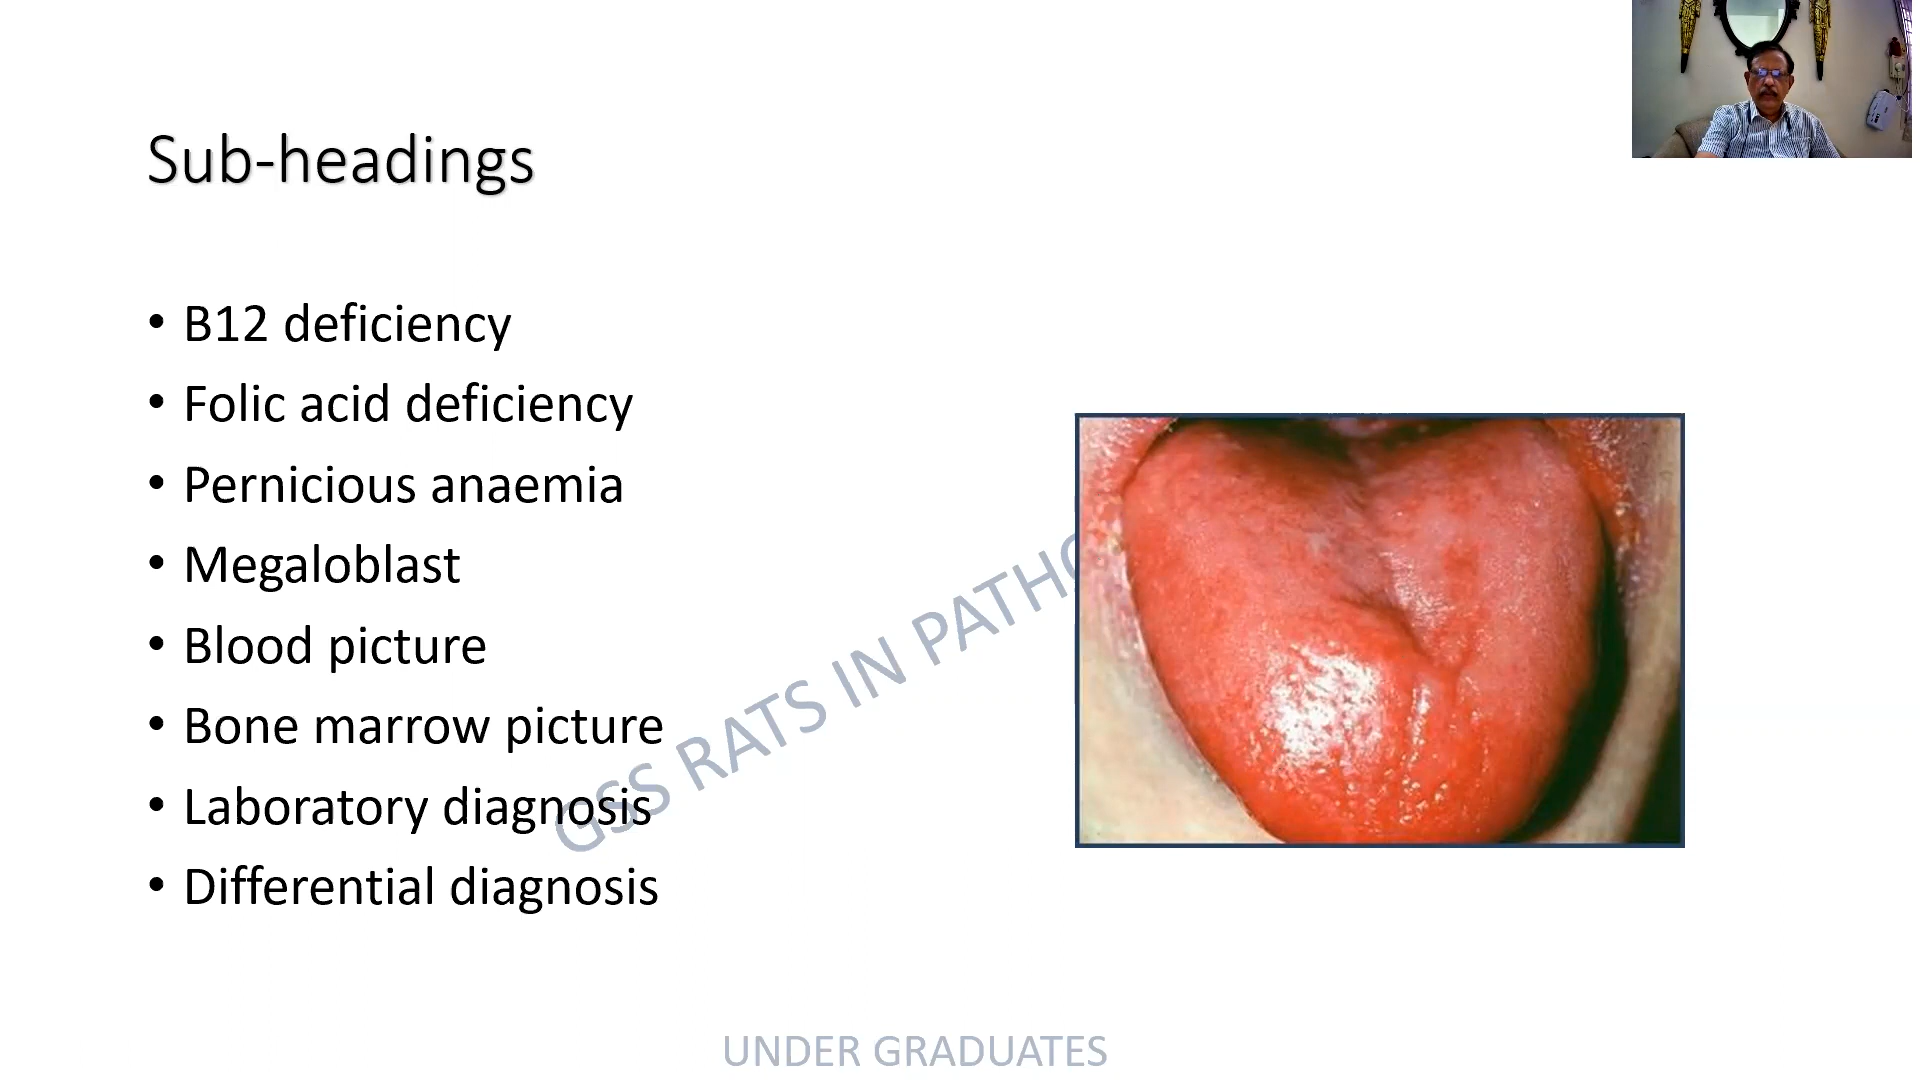 Sub-headings
• B12 deficiency
• Folic acid deficiency
• Pernicious anaemia
• Megaloblast
• Blood picture
• Bone marrow picture
• Laboratory diagnosis
• Differential diagnosis
GSS RATS IN PATHO
UNDER GRADUATES